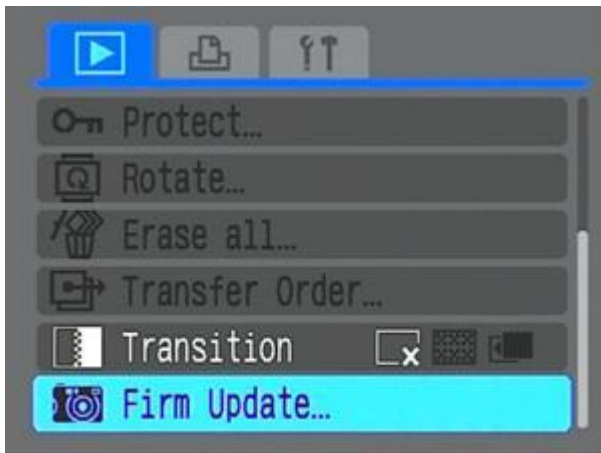 Protect...
Rotate...
Erase all...
Transfer Order...
Transition
Firm Update...